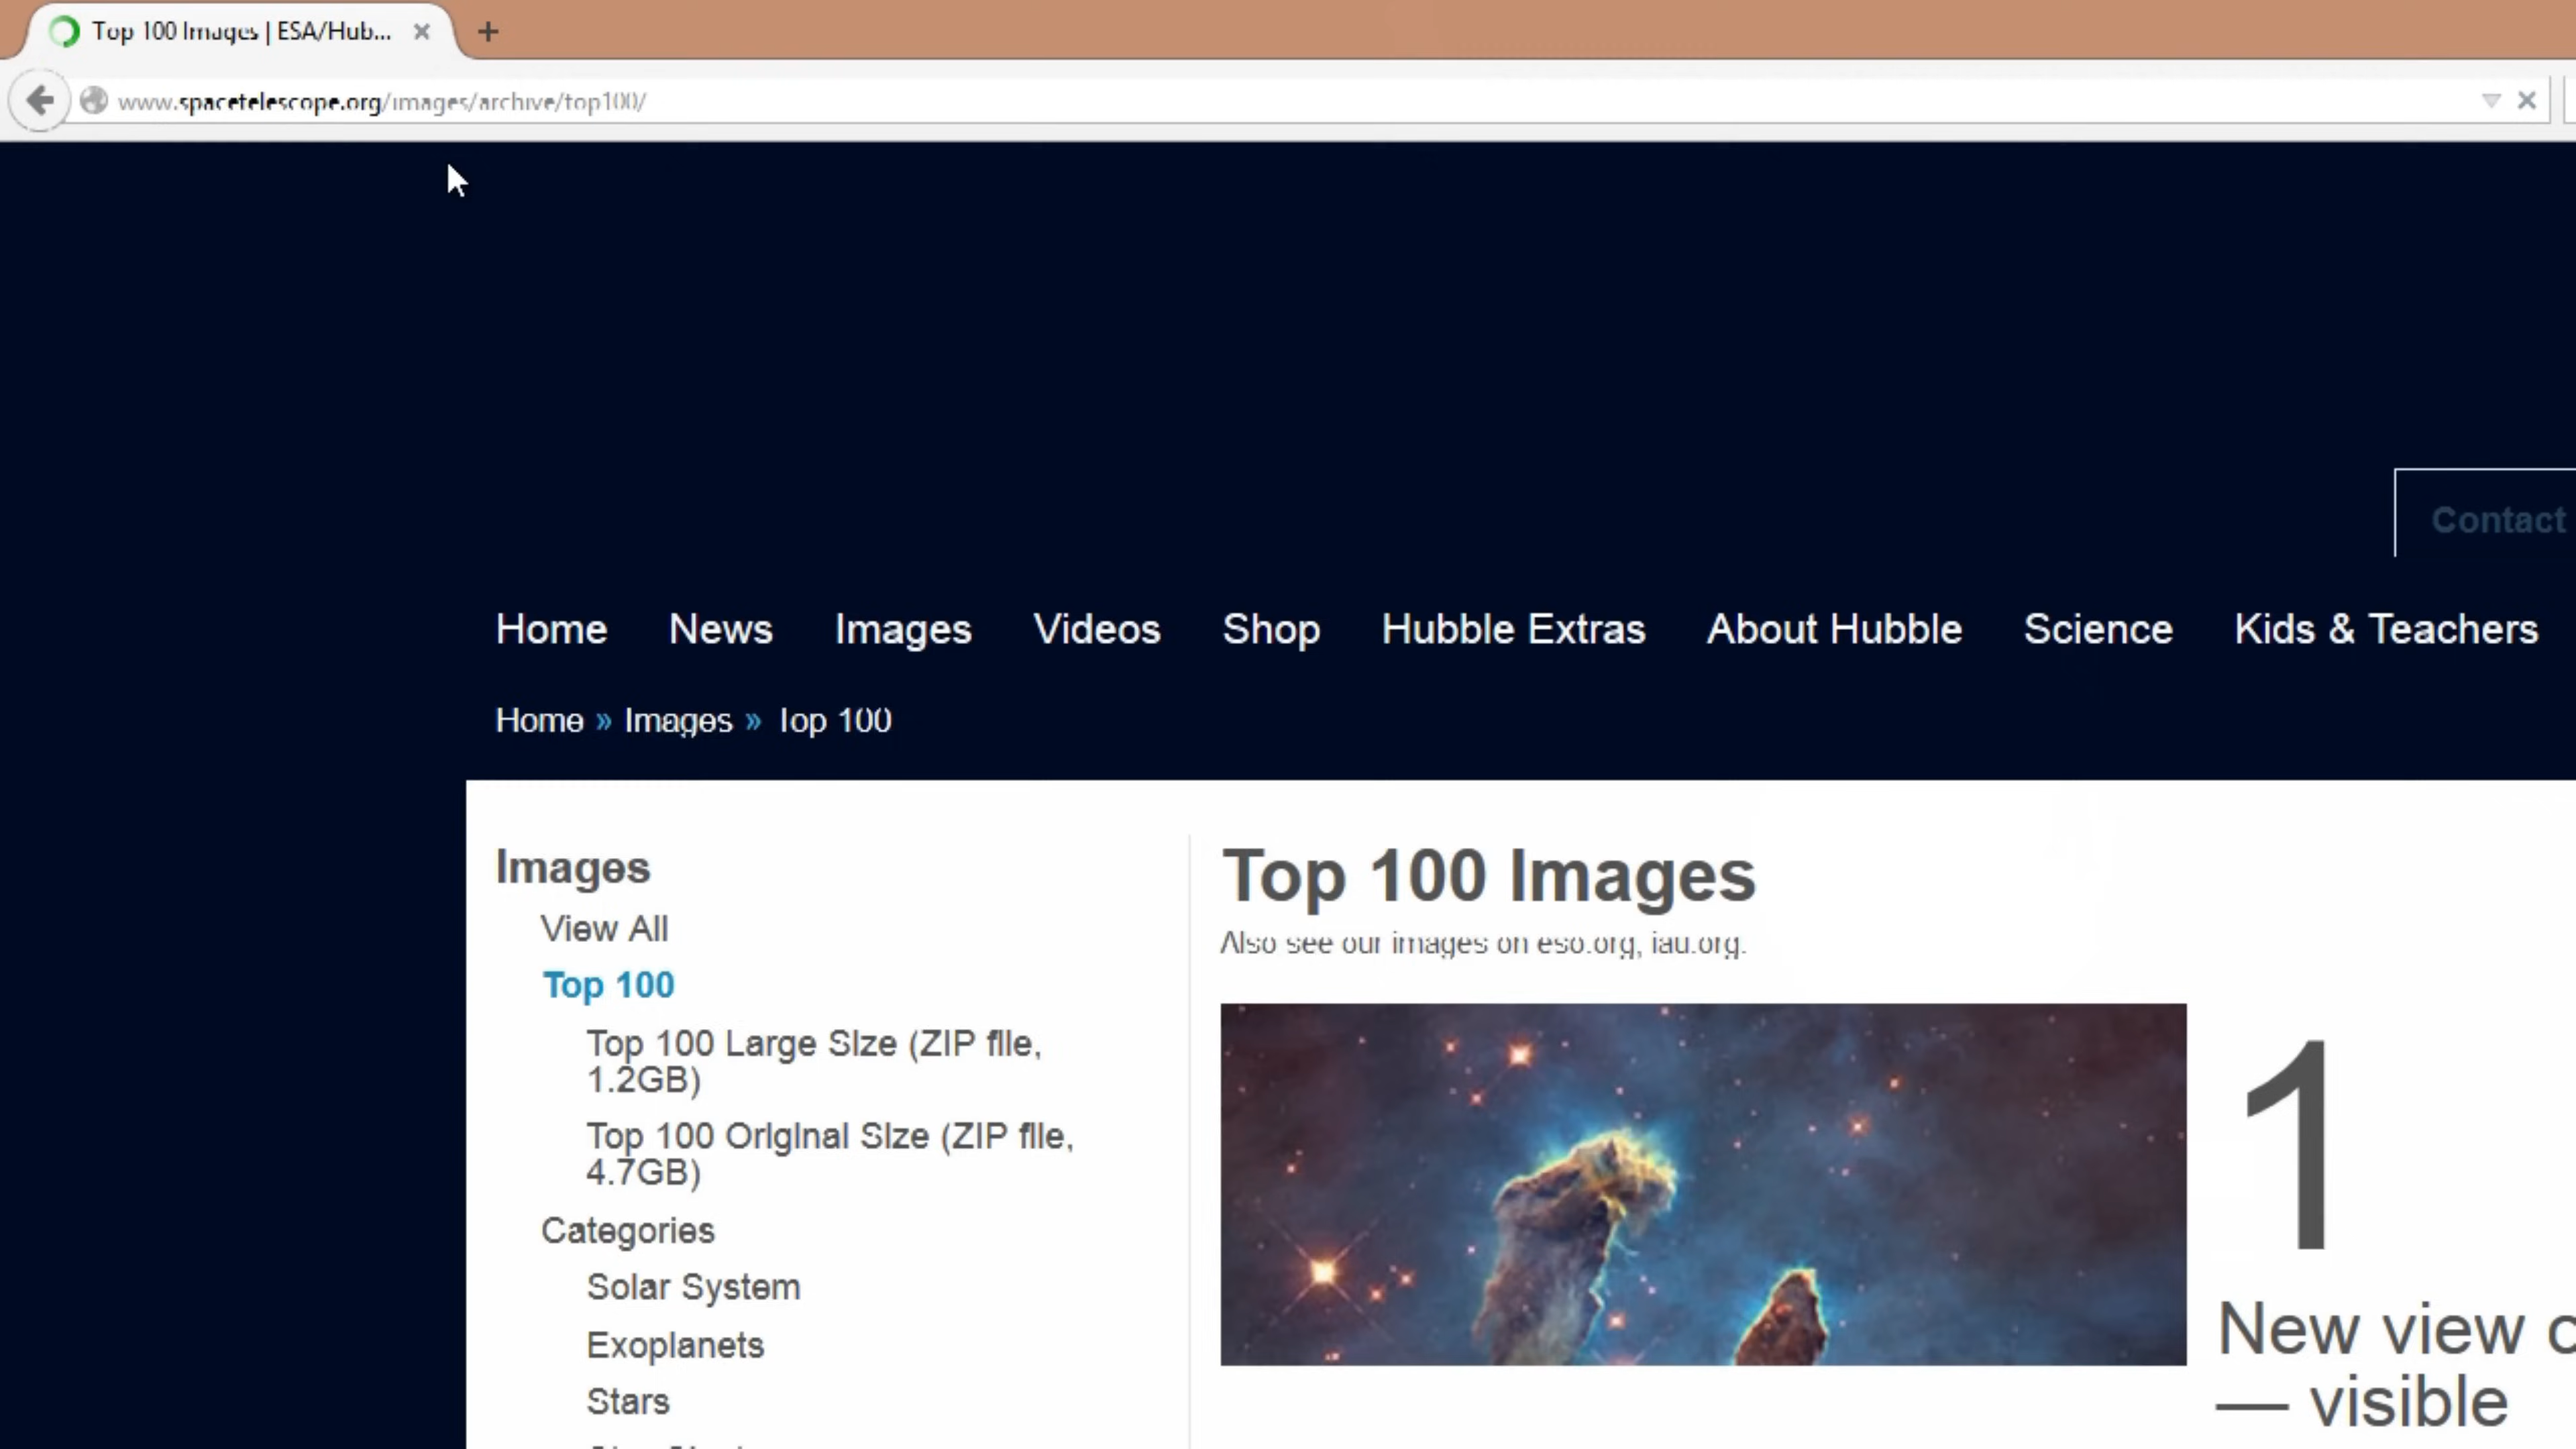 Top 100 Images | ESA/Hub...
www.spacetelescope.org/images/archive/top100/
Contact
Home News Images Videos Shop Hubble Extras About Hubble Science Kids & Teachers
Home » Images » Top 100
Images
View All
Top 100
Top 100 Large Size (ZIP file,
1.2GB)
Top 100 Original Size (ZIP file,
4.7GB)
Categories
Solar System
Exoplanets
Stars
Top 100 Images
Also see our images on eso.org, iau.org.
1
New view
— visible